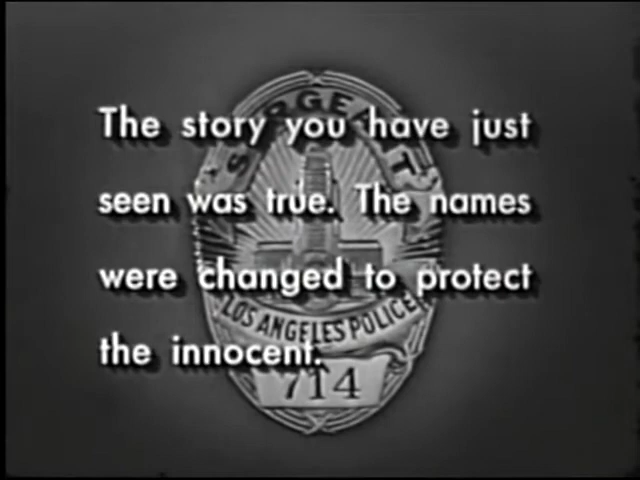 The story you have just
seen was true. The names
were changed to protect
the innocent.
SERGEANT
LOS ANGELES POLICE
714